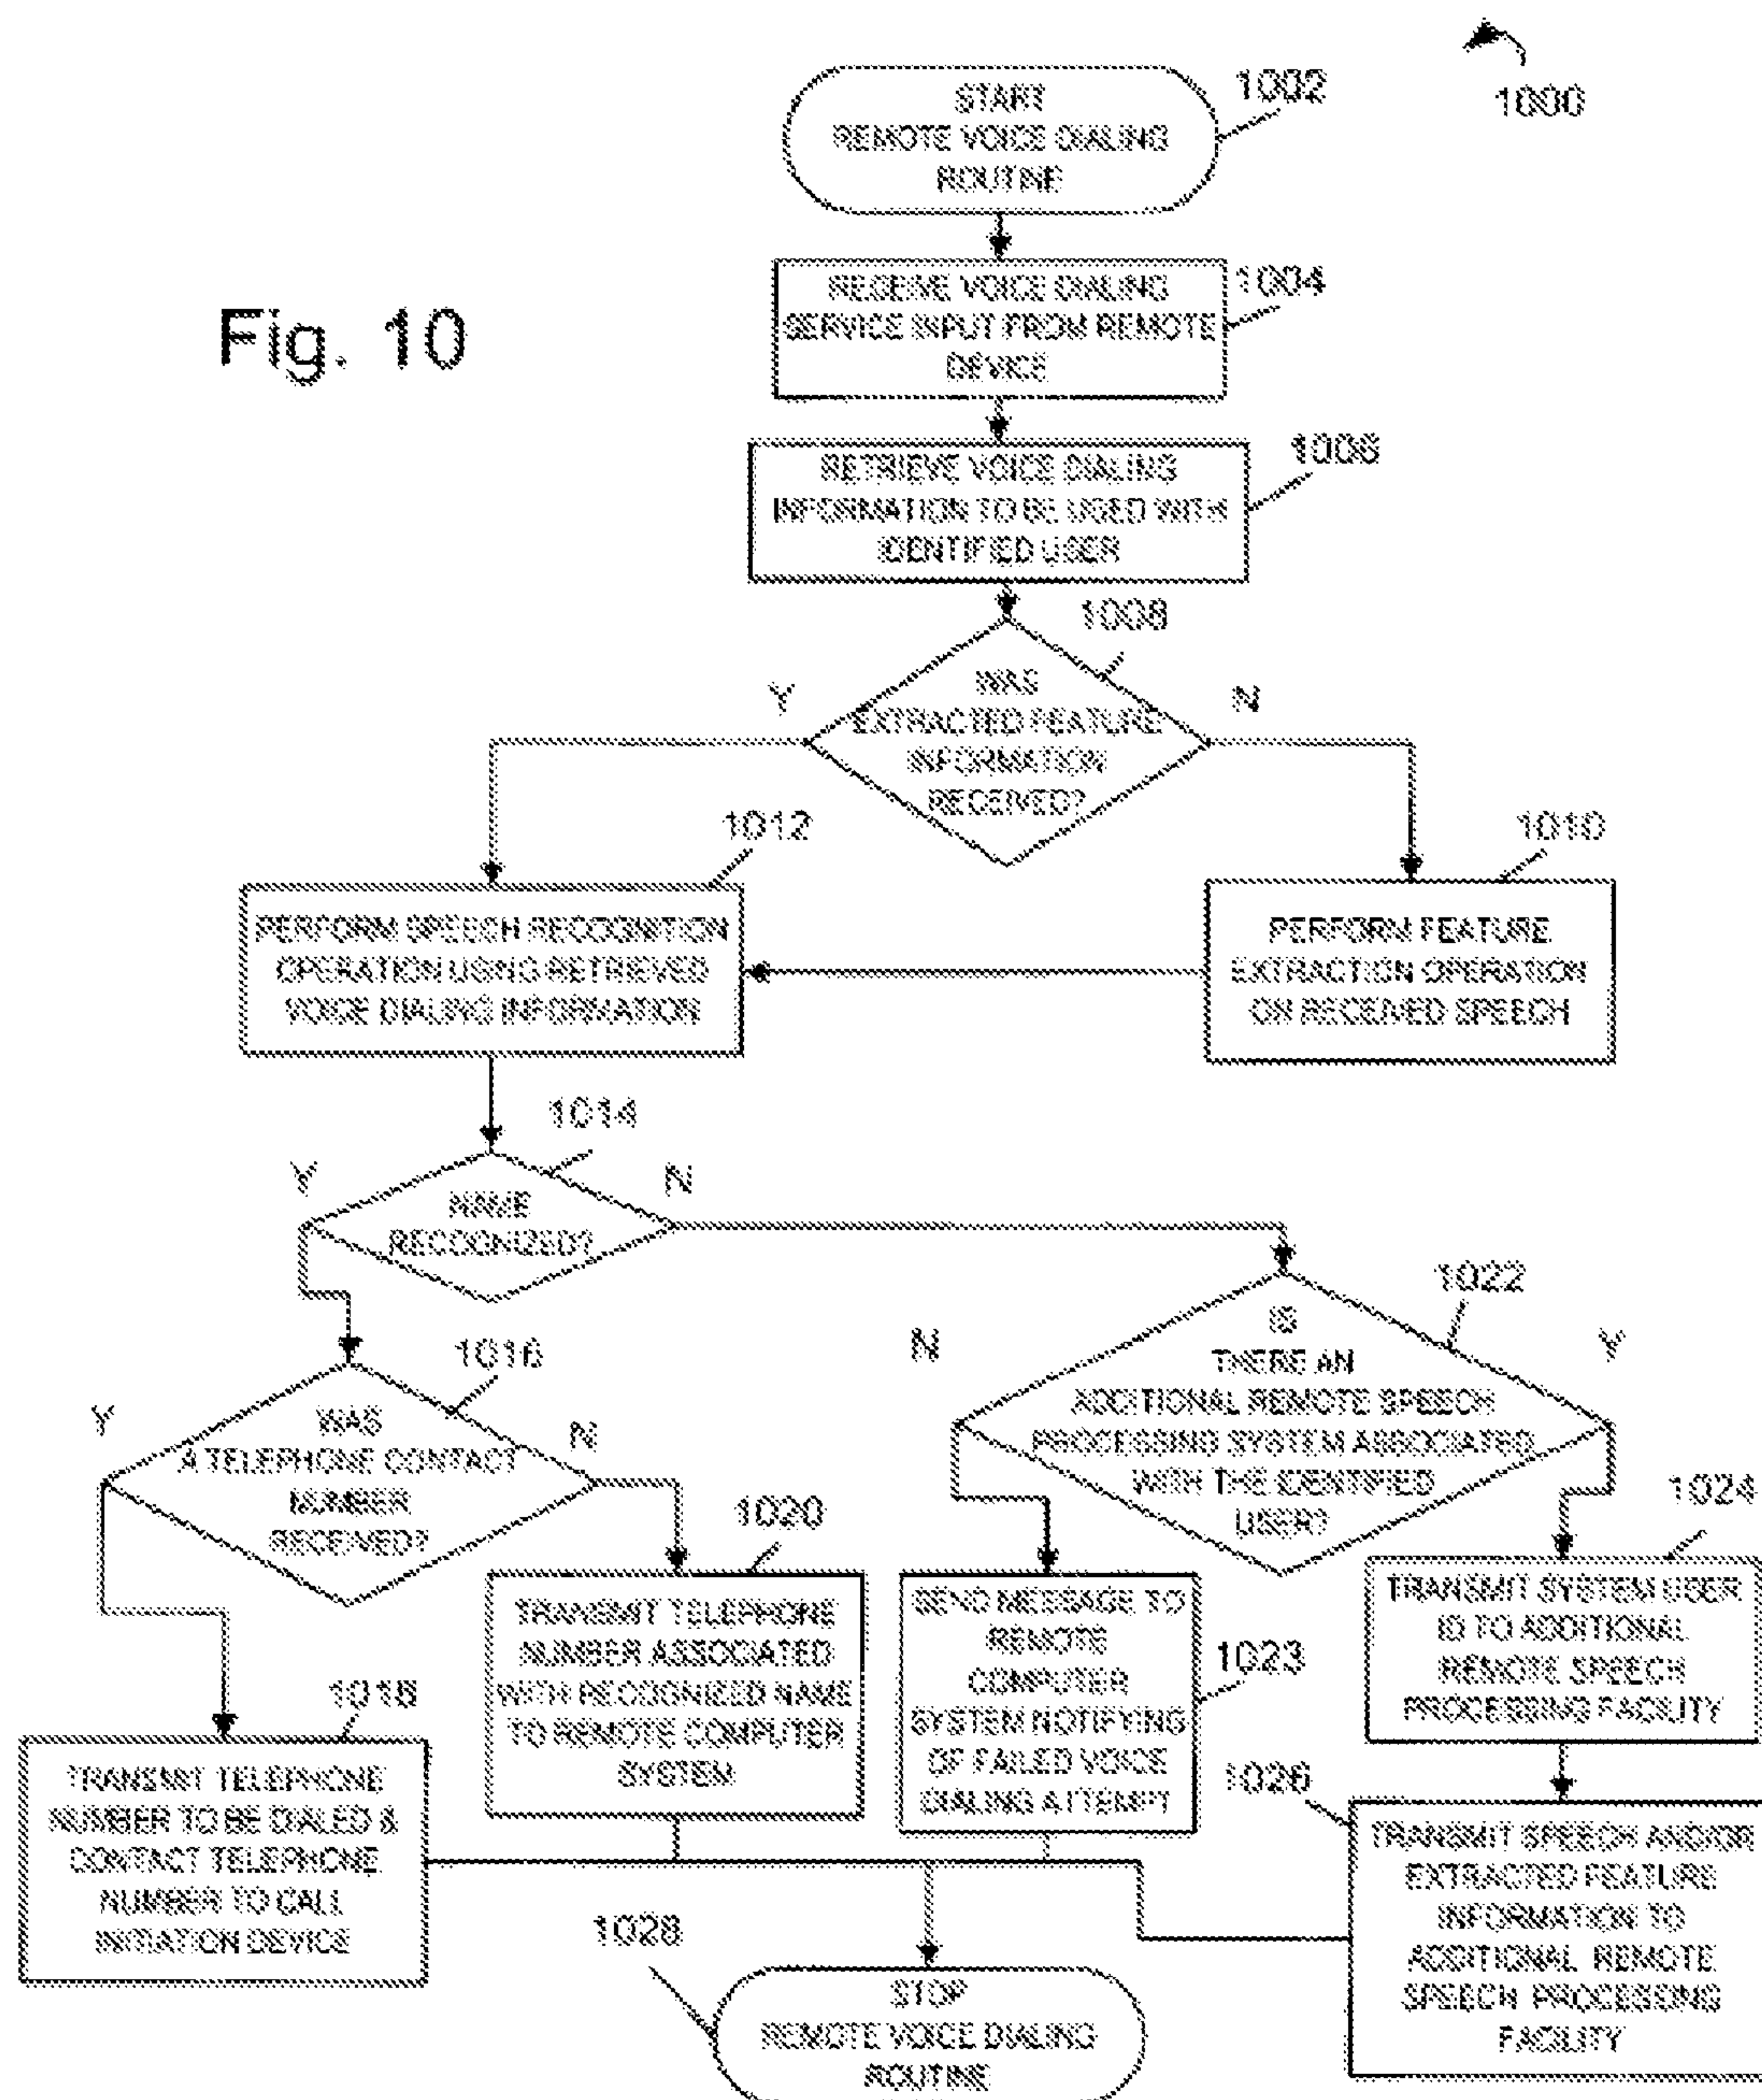 1000
START
REMOTE VOICE DIALING
ROUTINE
1002
Fig. 10
RECEIVE VOICE DIALING
SERVICE INPUT FROM REMOTE
DEVICE
1004
RETRIEVE VOICE DIALING
INFORMATION TO BE USED WITH
IDENTIFIED USER
1006
1008
WAS
EXTRACTED FEATURE
INFORMATION
RECEIVED?
Y
N
1012
1010
PERFORM SPEECH RECOGNITION
OPERATION USING RETRIEVED
VOICE DIALING INFORMATION
PERFORM FEATURE
EXTRACTION OPERATION
ON RECEIVED SPEECH
1014
Y
N
NAME
RECOGNIZED?
1022
N
Y
IS
THERE AN
ADDITIONAL REMOTE SPEECH
PROCESSING SYSTEM ASSOCIATED
WITH THE IDENTIFIED
USER?
1016
Y
N
WAS
A TELEPHONE CONTACT
NUMBER
RECEIVED?
1020
1024
TRANSMIT TELEPHONE
NUMBER ASSOCIATED
WITH RECOGNIZED NAME
TO REMOTE COMPUTER
SYSTEM
SEND MESSAGE TO
REMOTE
COMPUTER
SYSTEM NOTIFYING
OF FAILED VOICE
DIALING ATTEMPT
1023
TRANSMIT SYSTEM USER
ID TO ADDITIONAL
REMOTE SPEECH
PROCESSING FACILITY
1018
TRANSMIT TELEPHONE
NUMBER TO BE DIALED &
CONTACT TELEPHONE
NUMBER TO CALL
INITIATION DEVICE
1026
TRANSMIT SPEECH AND/OR
EXTRACTED FEATURE
INFORMATION TO
ADDITIONAL REMOTE
SPEECH PROCESSING
FACILITY
1028
STOP
REMOTE VOICE DIALING
ROUTINE